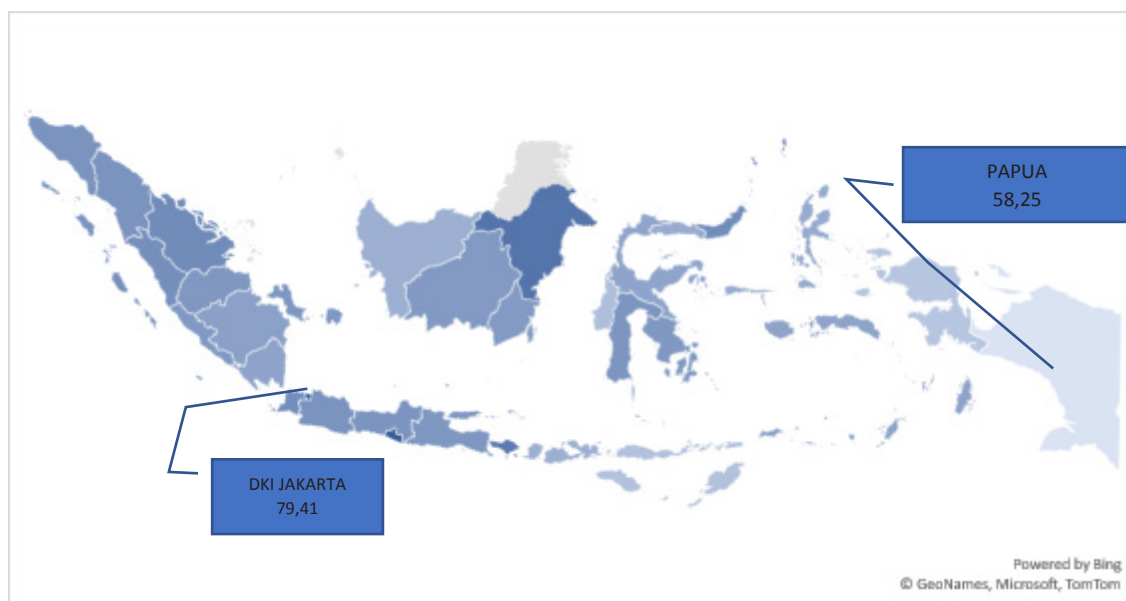 PAPUA
58,25
DKI JAKARTA
79,41
Powered by Bing
© GeoNames, Microsoft, TomTom